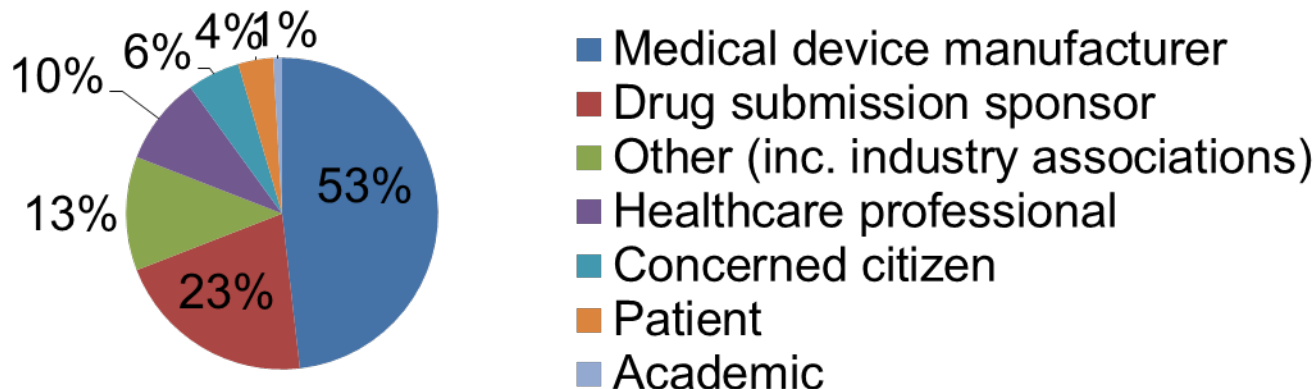 4%
1%
6%
10%
53%
13%
23%
Medical device manufacturer
Drug submission sponsor
Other (inc. industry associations)
Healthcare professional
Concerned citizen
Patient
Academic